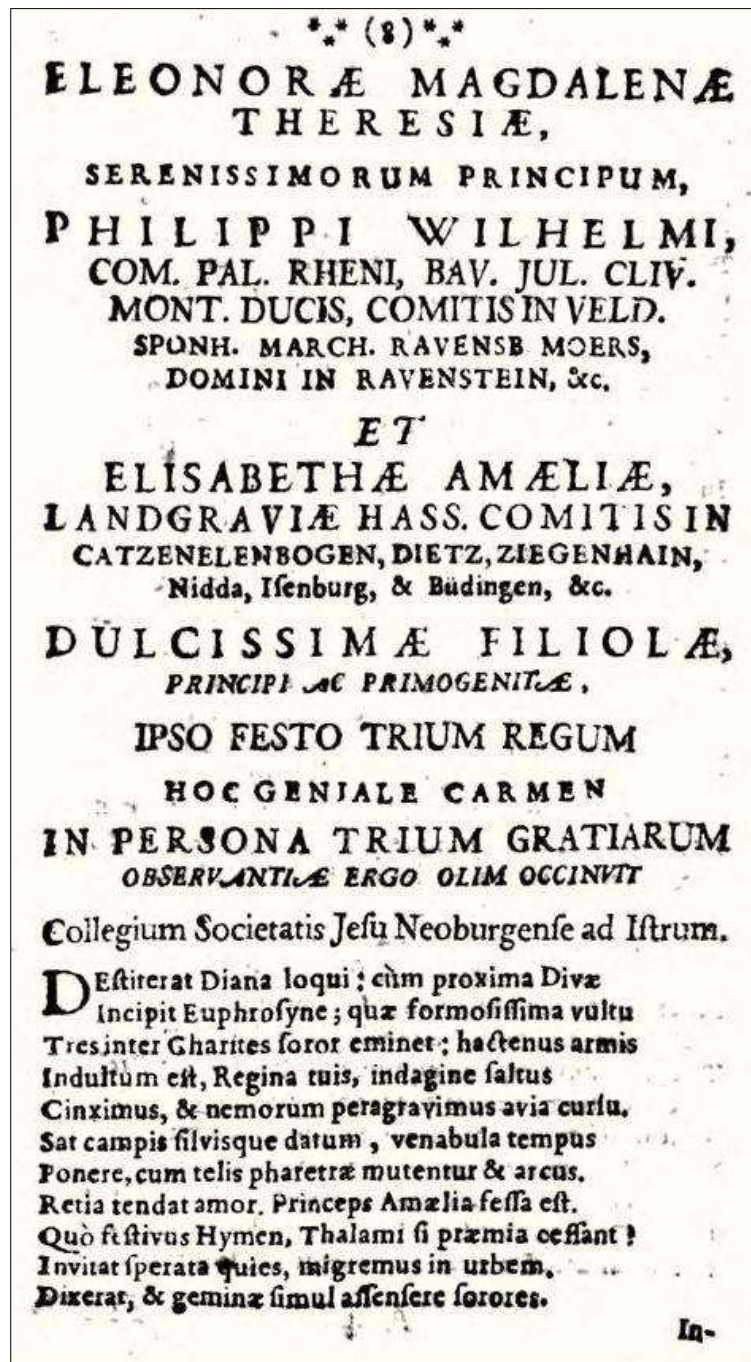 *⁎* (8) *⁎*
ELEONORÆ MAGDALENÆ
THERESIÆ,
SERENISSIMORUM PRINCIPUM,
PHILIPPI WILHELMI,
COM. PAL. RHENI, BAV. JUL. CLIV.
MONT. DUCIS, COMITIS IN VELD.
SPONH. MARCH. RAVENSB MOERS,
DOMINI IN RAVENSTEIN, &c.
ET
ELISABETHÆ AMÆLIÆ,
LANDGRAVIÆ HASS. COMITIS IN
CATZENELENBOGEN, DIETZ, ZIEGENHAIN,
Nidda, Iſenburg, & Büdingen, &c.
DULCISSIMÆ FILIOLÆ,
PRINCIPI AC PRIMOGENITÆ,
IPSO FESTO TRIUM REGUM
HOC GENIALE CARMEN
IN PERSONA TRIUM GRATIARUM
OBSERVANTIÆ ERGO OLIM OCCINVIT
Collegium Societatis Jeſu Neoburgenſe ad Iſtrum.
DEſtiterat Diana loqui; cùm proxima Divæ
Incipit Euphroſyne; quæ formoſiſſima vultu
Tres inter Charites ſoror eminet; hactenus armis
Indultum eſt, Regina tuis, indagine ſaltus
Cinximus, & nemorum peragravimus avia curſu.
Sat campis ſilvisque datum, venabula tempus
Ponere, cum telis pharetræ mutentur & arcus.
Retia tendat amor. Princeps Amælia feſſa eſt.
Quò feſtivus Hymen, Thalami ſi præmia ceſſant?
Invitat ſperata quies, migremus in urbem.
Dixerat, & geminæ ſimul aſſenſere ſorores.
In-